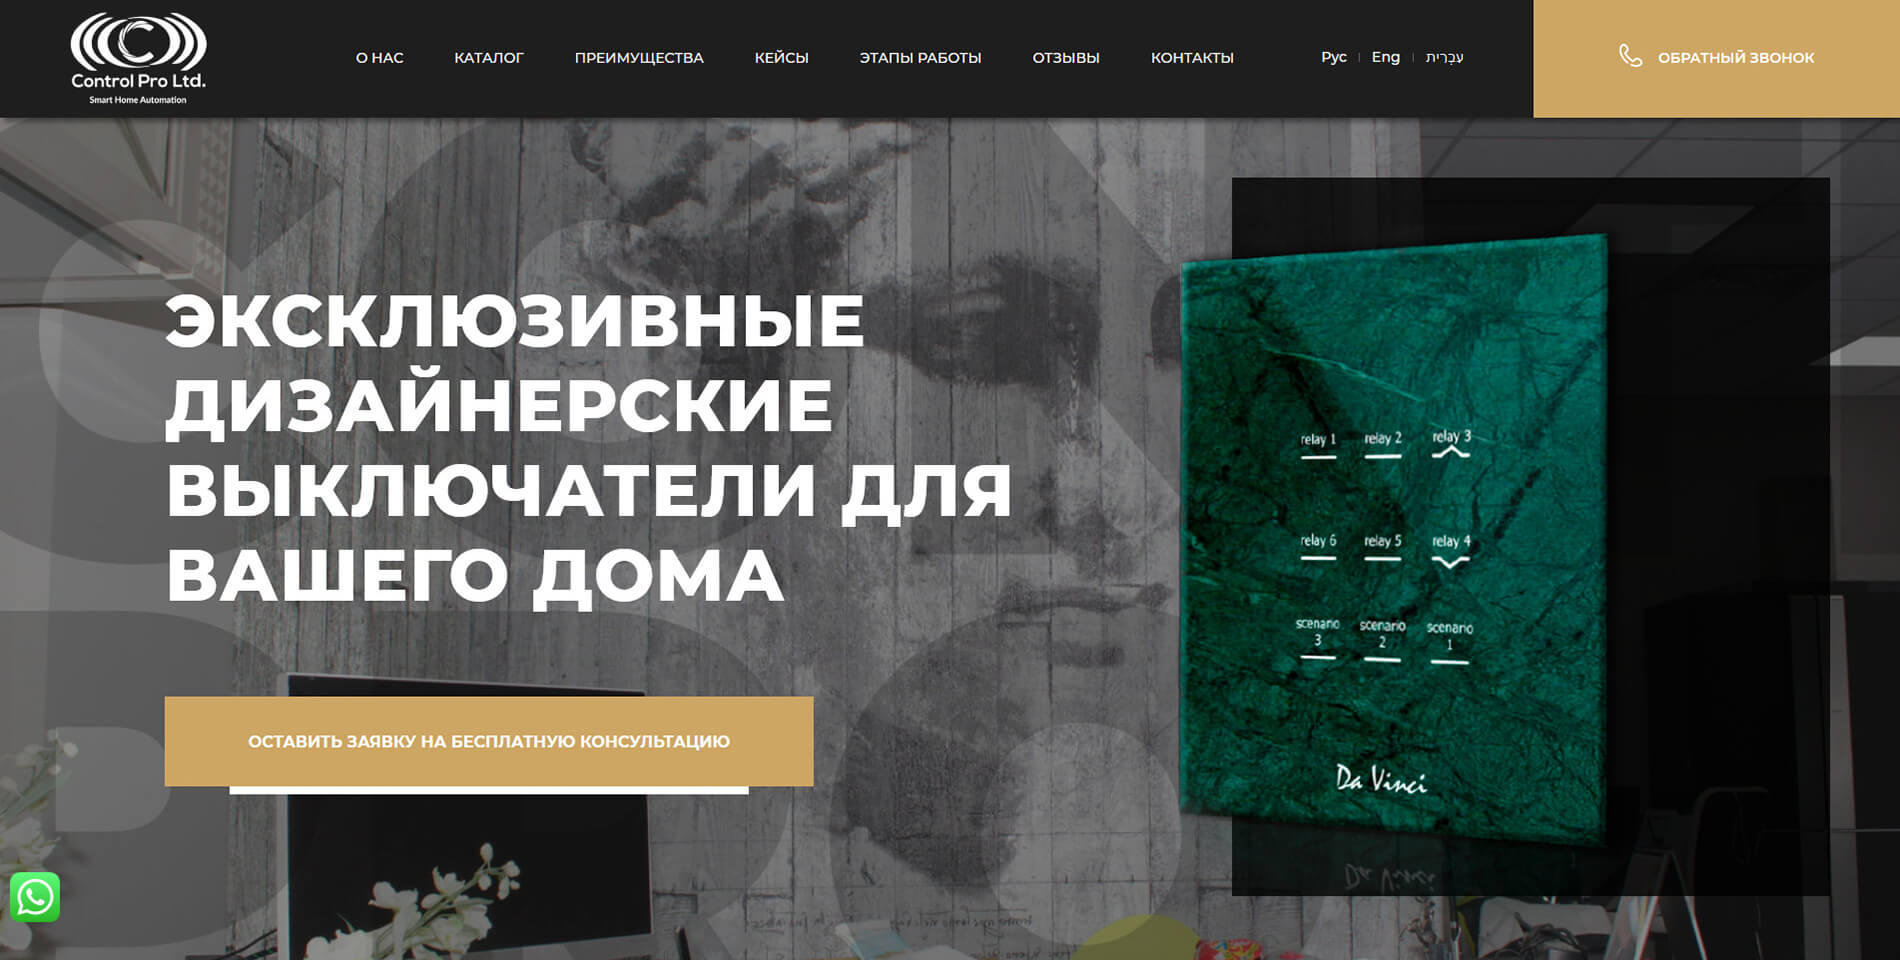 Control Pro Ltd.
Smart Home Automation
О НАС
КАТАЛОГ
ПРЕИМУЩЕСТВА
КЕЙСЫ
ЭТАПЫ РАБОТЫ
ОТЗЫВЫ
КОНТАКТЫ
Рус
Eng
עִבְרִית
ОБРАТНЫЙ ЗВОНОК
ЭКСКЛЮЗИВНЫЕ
ДИЗАЙНЕРСКИЕ
ВЫКЛЮЧАТЕЛИ ДЛЯ
ВАШЕГО ДОМА
ОСТАВИТЬ ЗАЯВКУ НА БЕСПЛАТНУЮ КОНСУЛЬТАЦИЮ
relay 1 relay 2 relay 3
relay 6 relay 5 relay 4
scenario scenario scenario
3 2 1
Da Vinci
Da Vinci